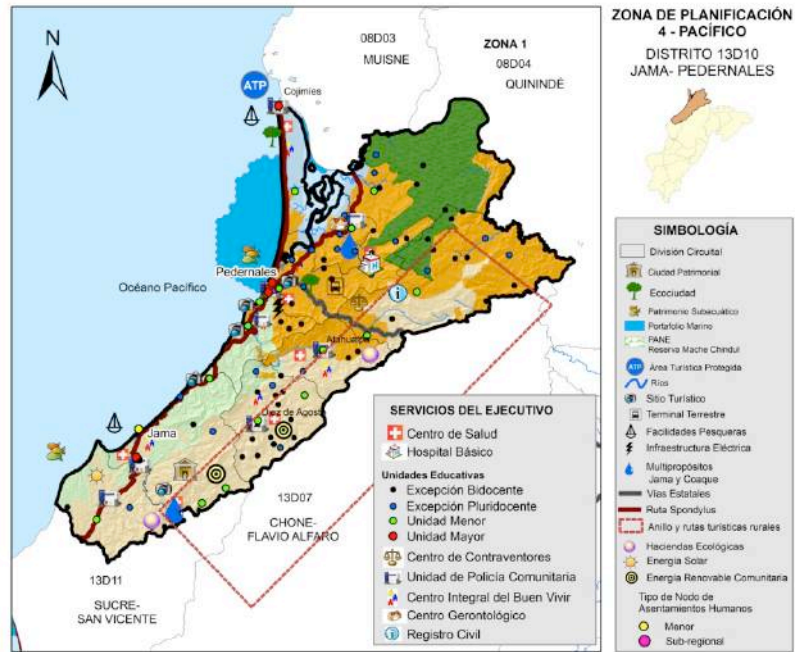 ZONA DE PLANIFICACIÓN
4 - PACÍFICO
DISTRITO 13D10
JAMA- PEDERNALES
N
08D03
MUISNE
ZONA 1
08D04
QUININDÉ
ATP
Cojimíes
Pedernales
Océano Pacífico
Atahualpa
Diez de Agosto
Jama
13D07
CHONE-
FLAVIO ALFARO
13D11
SUCRE-
SAN VICENTE
SERVICIOS DEL EJECUTIVO
Centro de Salud
Hospital Básico
Unidades Educativas
Excepción Bidocente
Excepción Pluridocente
Unidad Menor
Unidad Mayor
Centro de Contraventores
Unidad de Policía Comunitaria
Centro Integral del Buen Vivir
Centro Gerontológico
Registro Civil
SIMBOLOGÍA
División Circuital
Ciudad Patrimonial
Ecociudad
Patrimonio Subacuático
Portafolio Marino
PANE
Reserva Mache Chindul
ATP
Área Turística Protegida
Ríos
Sitio Turístico
Terminal Terrestre
Facilidades Pesqueras
Infraestructura Eléctrica
Multipropósitos
Jama y Coaque
Vías Estatales
Ruta Spondylus
Anillo y rutas turísticas rurales
Haciendas Ecológicas
Energía Solar
Energía Renovable Comunitaria
Tipo de Nodo de
Asentamientos Humanos
Menor
Sub-regional